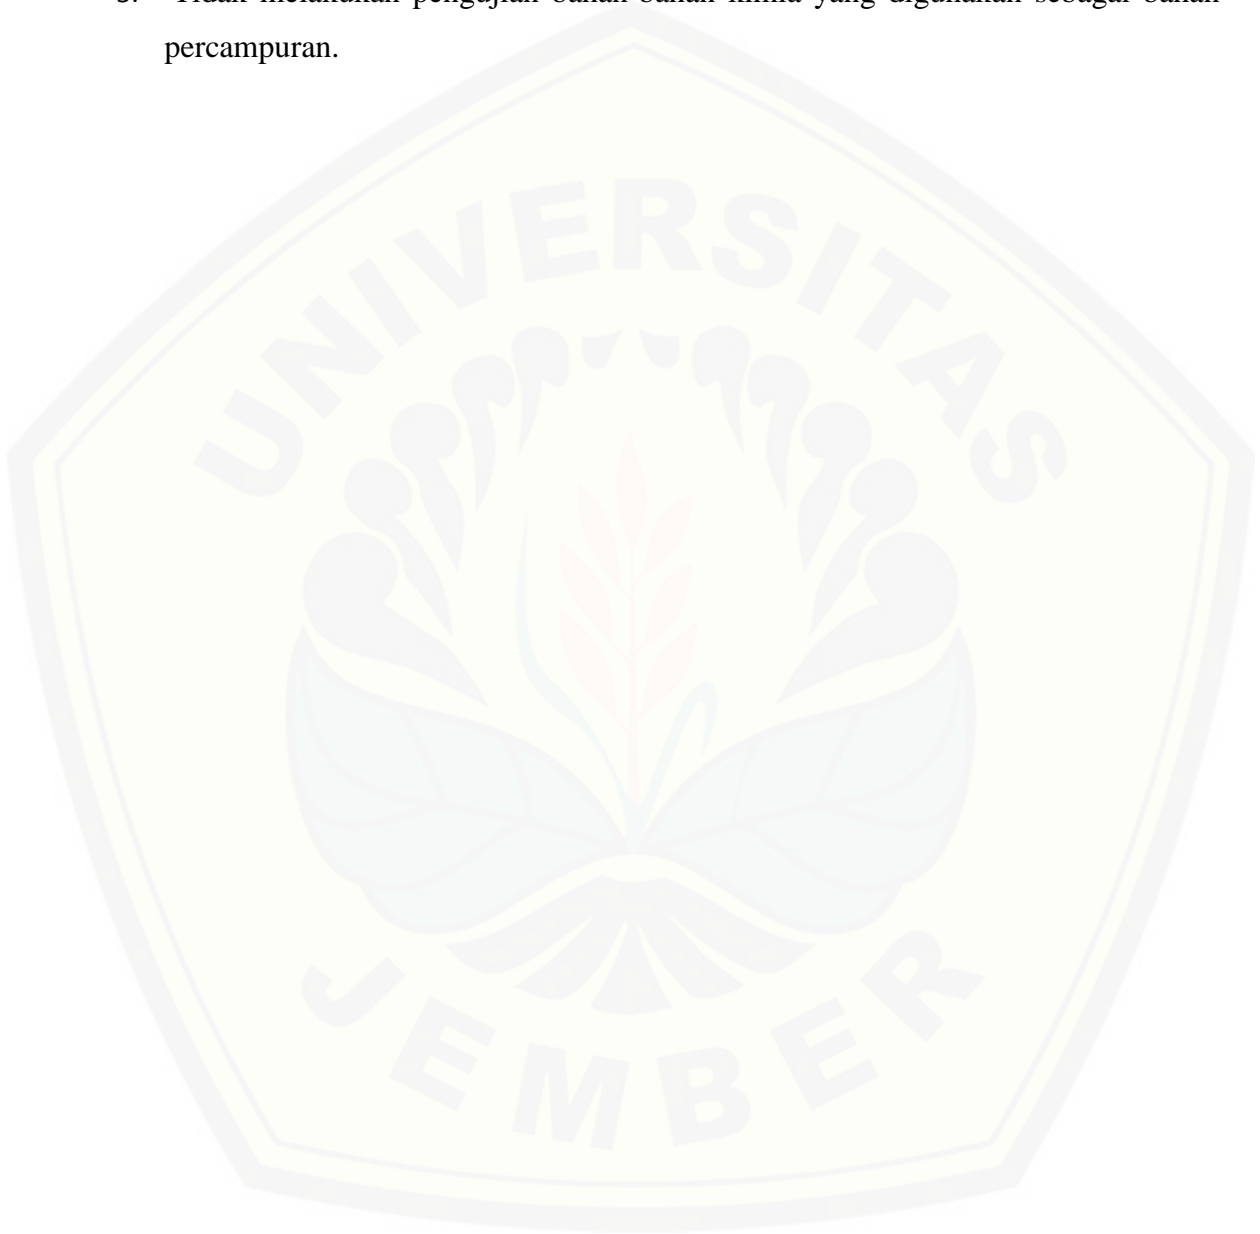 Tidak melakukan pengujian bahan-bahan kimia yang digunakan sebagai bahan
percampuran.
UNIVERSITAS
JEMBER